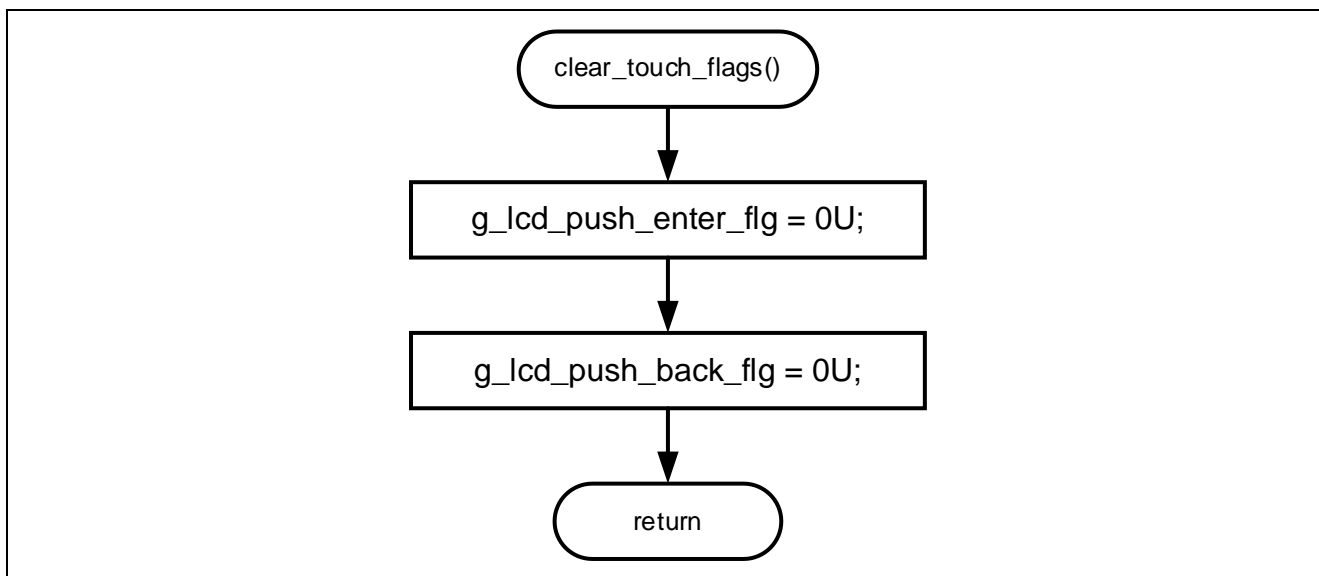 clear_touch_flags()
g_lcd_push_enter_flg = 0U;
g_lcd_push_back_flg = 0U;
return